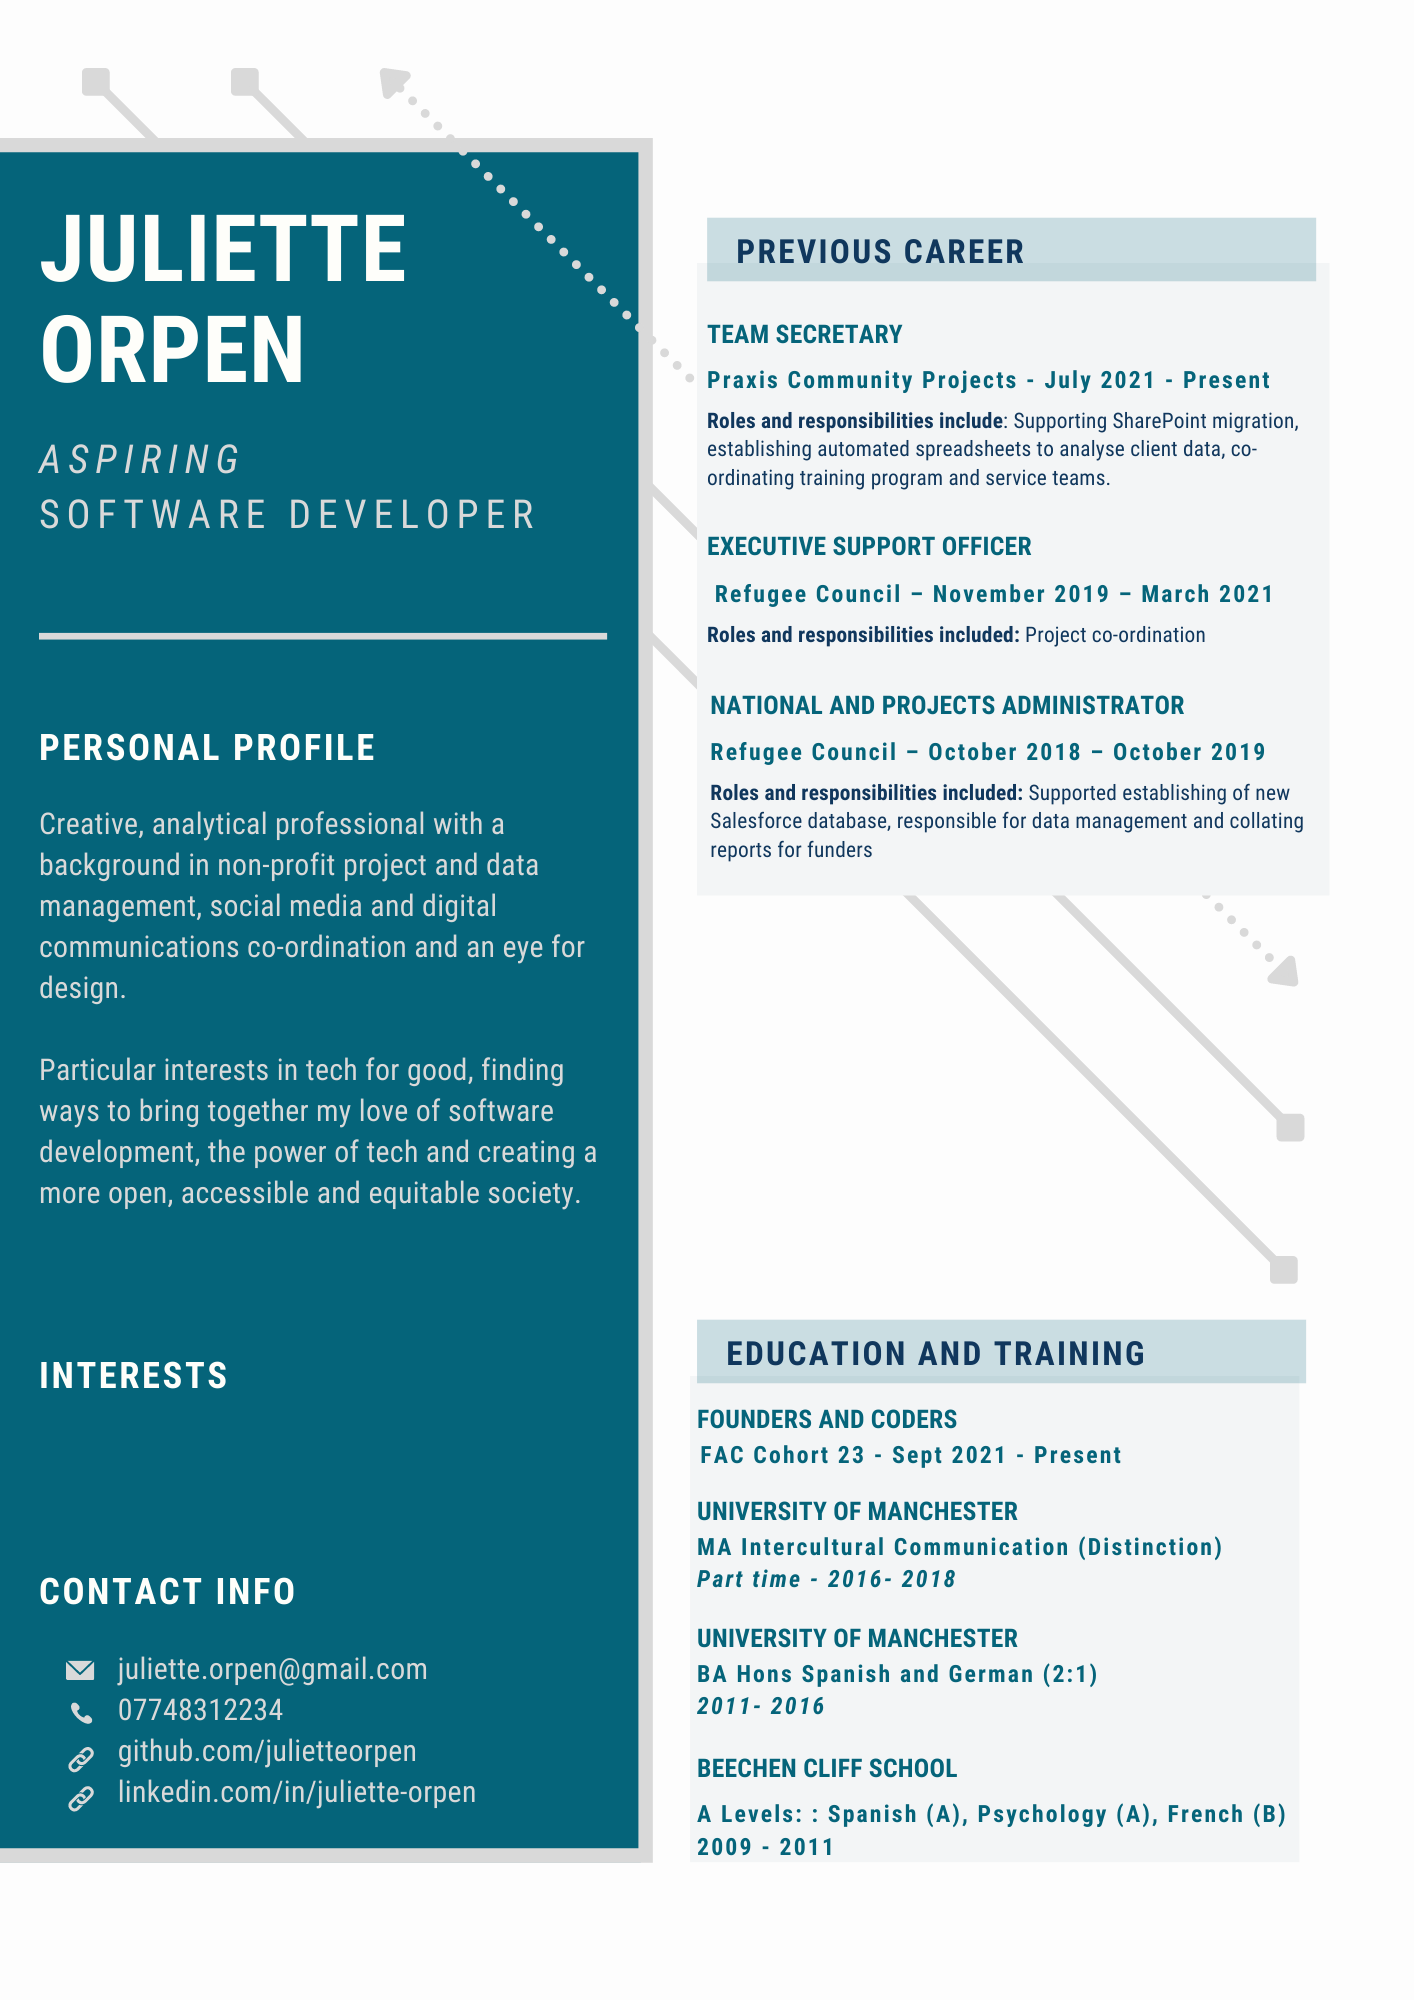 JULIETTE
ORPEN
ASPIRING
SOFTWARE DEVELOPER
PERSONAL PROFILE
Creative, analytical professional with a
background in non-profit project and data
management, social media and digital
communications co-ordination and an eye for
design.
Particular interests in tech for good, finding
ways to bring together my love of software
development, the power of tech and creating a
more open, accessible and equitable society.
INTERESTS
CONTACT INFO
juliette.orpen@gmail.com
07748312234
github.com/julietteorpen
linkedin.com/in/juliette-orpen
PREVIOUS CAREER
TEAM SECRETARY
Praxis Community Projects - July 2021 - Present
Roles and responsibilities include: Supporting SharePoint migration,
establishing automated spreadsheets to analyse client data, co-
ordinating training program and service teams.
EXECUTIVE SUPPORT OFFICER
Refugee Council – November 2019 – March 2021
Roles and responsibilities included: Project co-ordination
NATIONAL AND PROJECTS ADMINISTRATOR
Refugee Council – October 2018 – October 2019
Roles and responsibilities included: Supported establishing of new
Salesforce database, responsible for data management and collating
reports for funders
EDUCATION AND TRAINING
FOUNDERS AND CODERS
FAC Cohort 23 - Sept 2021 - Present
UNIVERSITY OF MANCHESTER
MA Intercultural Communication (Distinction)
Part time - 2016- 2018
UNIVERSITY OF MANCHESTER
BA Hons Spanish and German (2:1)
2011- 2016
BEECHEN CLIFF SCHOOL
A Levels: : Spanish (A), Psychology (A), French (B)
2009 - 2011